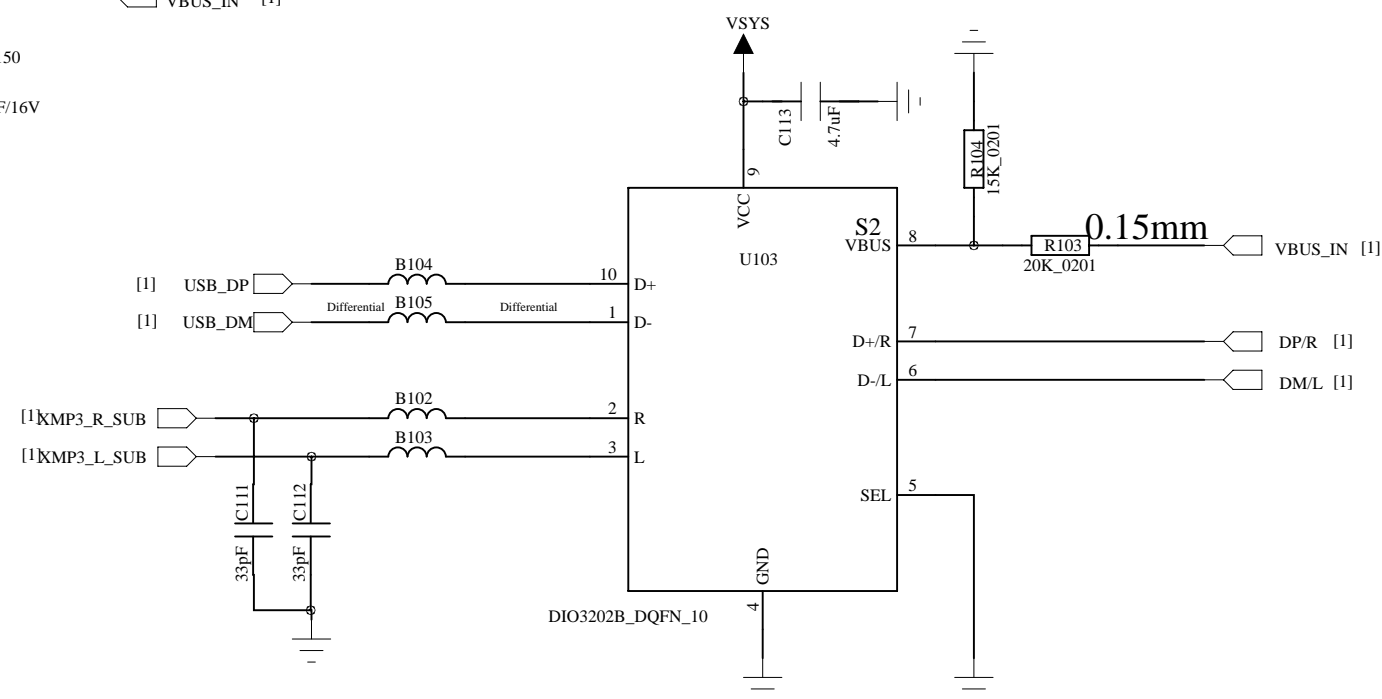 VBUS_IN [1]
VSYS
150
F/16V
C113
4.7uF
R104
15K_0201
9
VCC
S2
VBUS
8
0.15mm
R103
20K_0201
VBUS_IN [1]
U103
[1] USB_DP
B104
10
D+
[1] USB_DM
Differential
B105
Differential
1
D-
D+/R
7
DP/R [1]
D-/L
6
DM/L [1]
[1] XMP3_R_SUB
B102
2
R
[1] XMP3_L_SUB
B103
3
L
C111
33pF
C112
33pF
SEL
5
GND
4
DIO3202B_DQFN_10